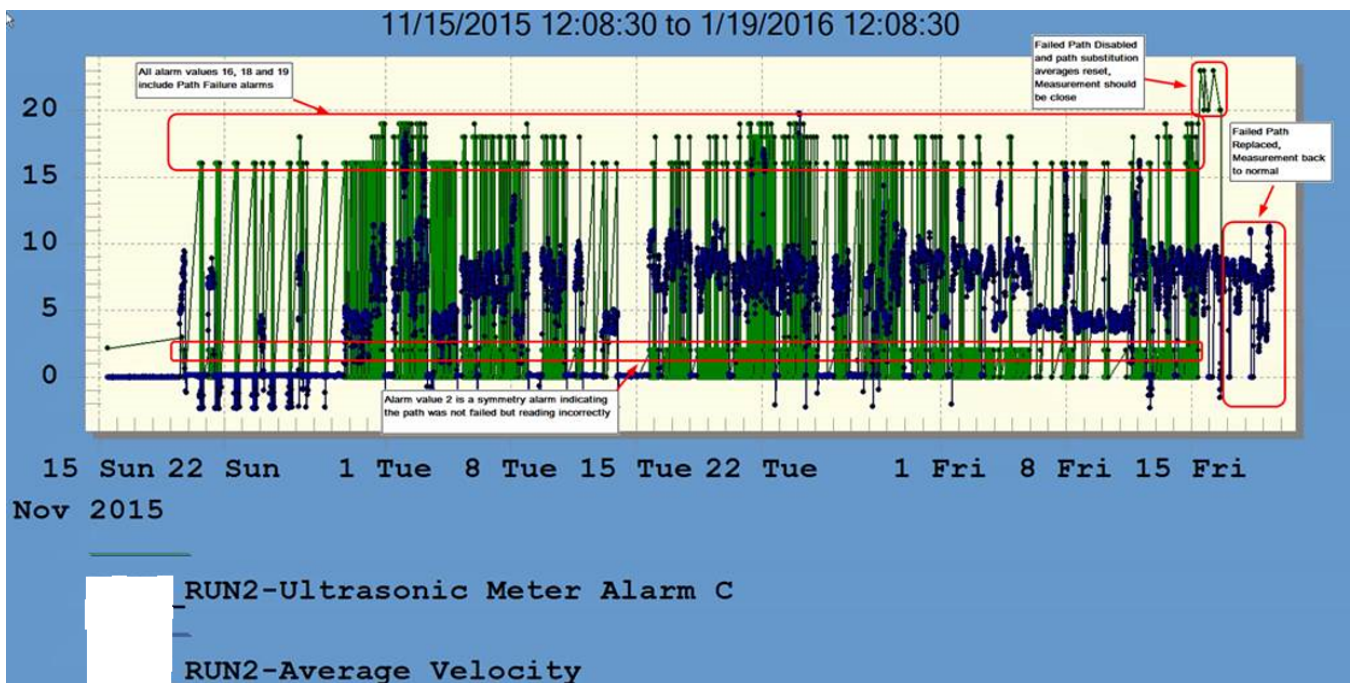 11/15/2015 12:08:30 to 1/19/2016 12:08:30
All alarm values 16, 18 and 19
include Path Failure alarms
Failed Path Disabled
and path substitution
averages reset,
Measurement should
be close
Failed Path
Replaced,
Measurement back
to normal
20
15
10
5
0
Alarm value 2 is a symmetry alarm indicating
the path was not failed but reading incorrectly
15 Sun 22 Sun 1 Tue 8 Tue 15 Tue 22 Tue 1 Fri 8 Fri 15 Fri
Nov 2015
_RUN2-Ultrasonic Meter Alarm C
RUN2-Average Velocity